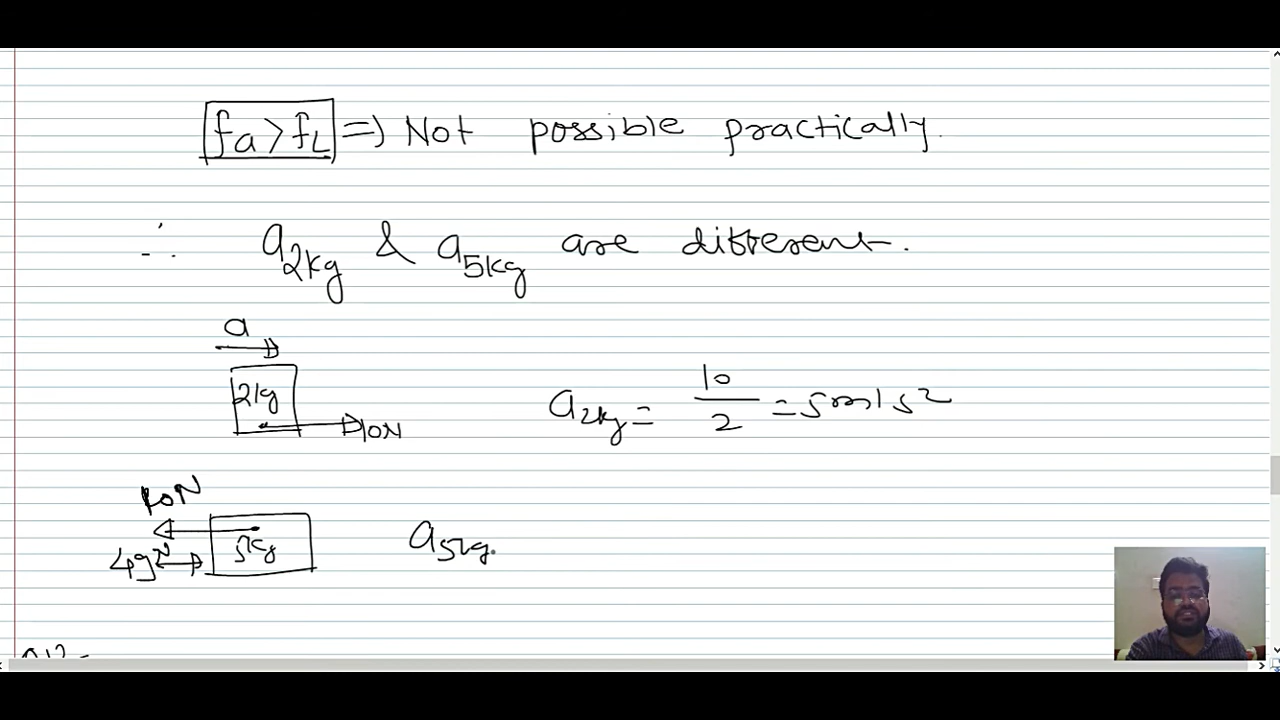 fa > fL => Not possible practically.
∴ a2kg & a5kg are different.
a
2kg
10N
a2kg = 10/2 = 5m/s2
10N
5kg
a5kg